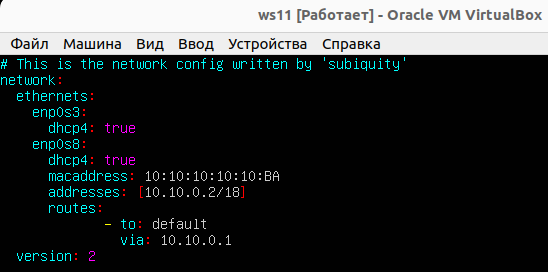 ws11 [Работает] - Oracle VM VirtualBox
Файл Машина Вид Ввод Устройства Справка
# This is the network config written by 'subiquity'
network:
  ethernets:
    enp0s3:
      dhcp4: true
    enp0s8:
      dhcp4: true
      macaddress: 10:10:10:10:10:BA
      addresses: [10.10.0.2/18]
      routes:
             - to: default
               via: 10.10.0.1
  version: 2